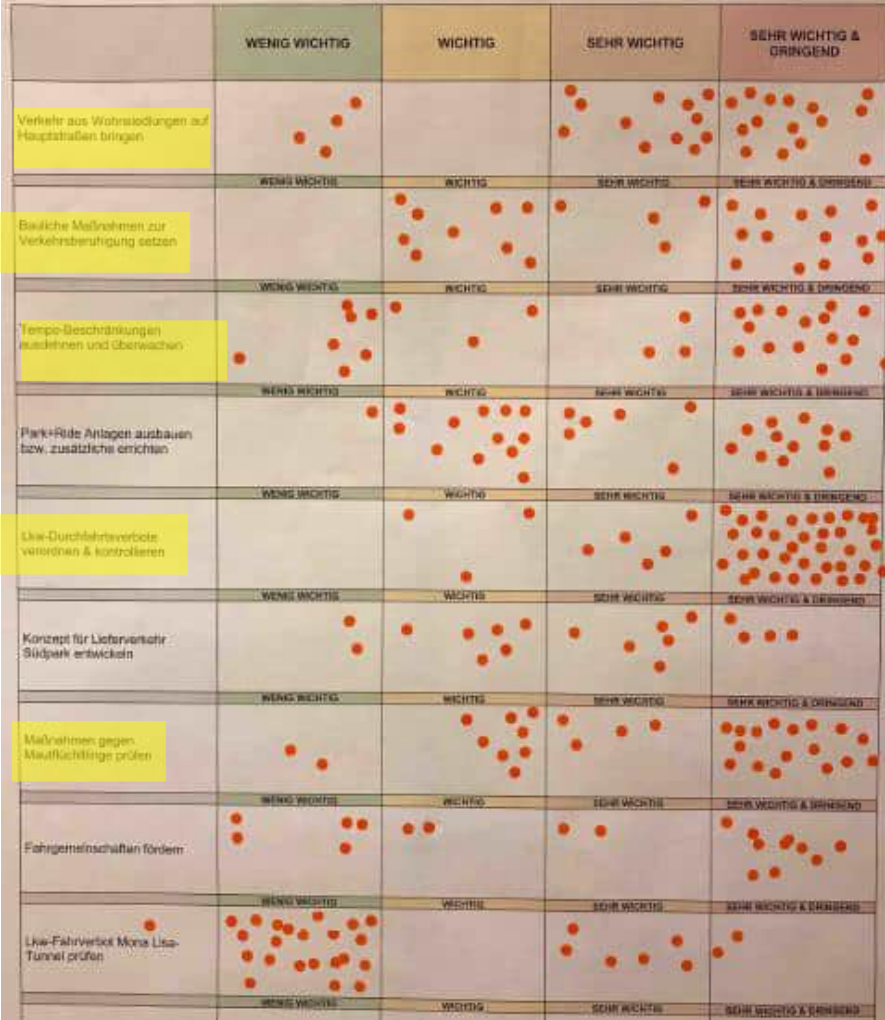 WENIG WICHTIG
WICHTIG
SEHR WICHTIG
SEHR WICHTIG &
DRINGEND
Verkehr aus Wohnsiedlungen auf
Hauptstraßen bringen
WENIG WICHTIG
WICHTIG
SEHR WICHTIG
SEHR WICHTIG & DRINGEND
Bauliche Maßnahmen zur
Verkehrsberuhigung setzen
WENIG WICHTIG
WICHTIG
SEHR WICHTIG
SEHR WICHTIG & DRINGEND
Tempo-Beschränkungen
ausdehnen und überwachen
WENIG WICHTIG
WICHTIG
SEHR WICHTIG
SEHR WICHTIG & DRINGEND
Park+Ride Anlagen ausbauen
bzw. zusätzliche errichten
WENIG WICHTIG
WICHTIG
SEHR WICHTIG
SEHR WICHTIG & DRINGEND
Lkw-Durchfahrtsverbote
verordnen & kontrollieren
WENIG WICHTIG
WICHTIG
SEHR WICHTIG
SEHR WICHTIG & DRINGEND
Konzept für Lieferverkehr
Südpark entwickeln
WENIG WICHTIG
WICHTIG
SEHR WICHTIG
SEHR WICHTIG & DRINGEND
Maßnahmen gegen
Mautflüchtlinge prüfen
WENIG WICHTIG
WICHTIG
SEHR WICHTIG
SEHR WICHTIG & DRINGEND
Fahrgemeinschaften fördern
WENIG WICHTIG
WICHTIG
SEHR WICHTIG
SEHR WICHTIG & DRINGEND
Lkw-Fahrverbot Mona Lisa-
Tunnel prüfen
WENIG WICHTIG
WICHTIG
SEHR WICHTIG
SEHR WICHTIG & DRINGEND